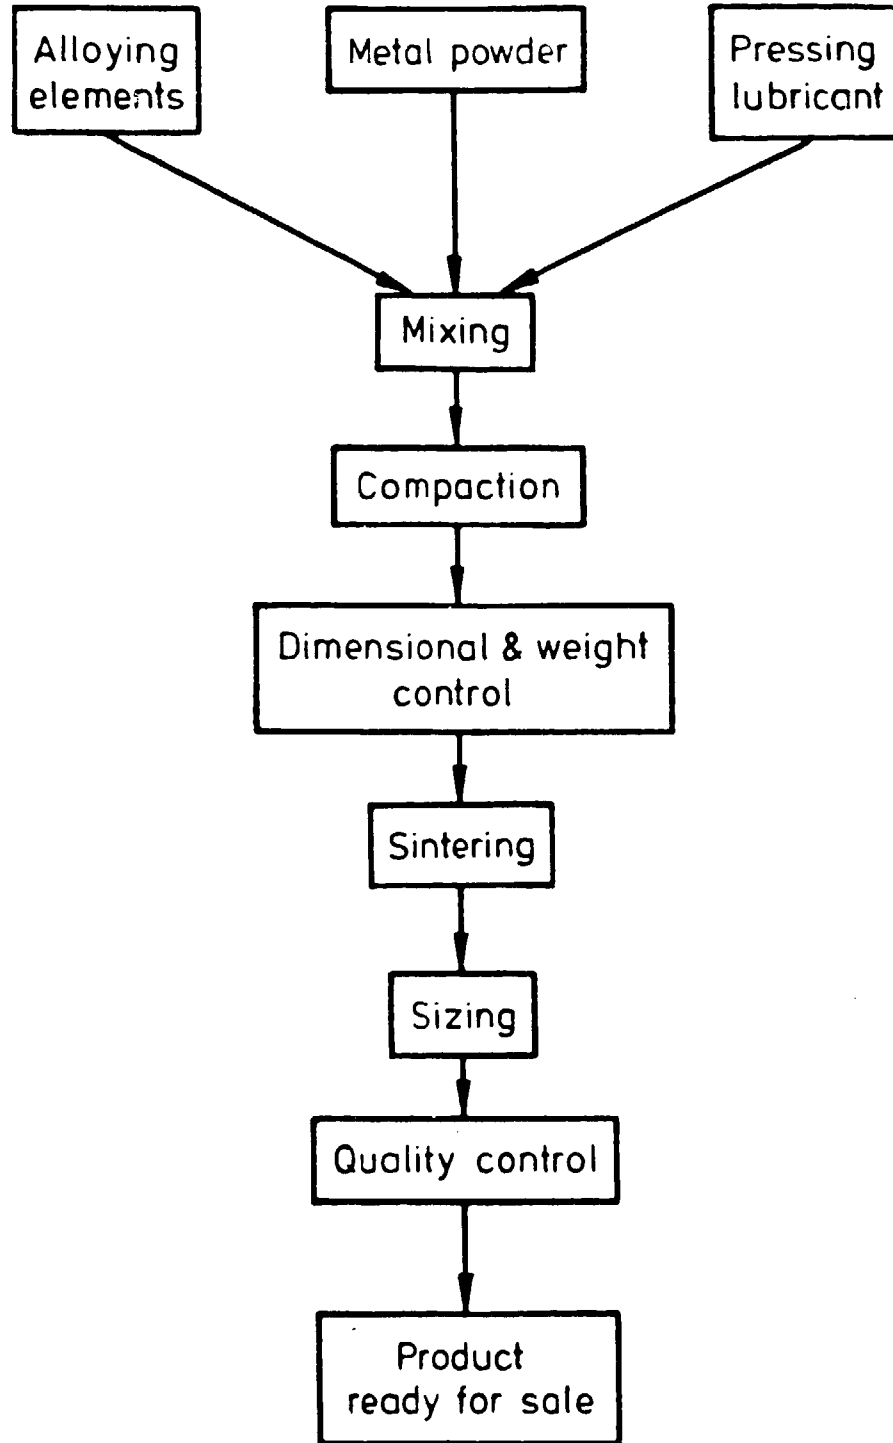 Alloying
elements
Metal powder
Pressing
lubricant
Mixing
Compaction
Dimensional & weight
control
Sintering
Sizing
Quality control
Product
ready for sale